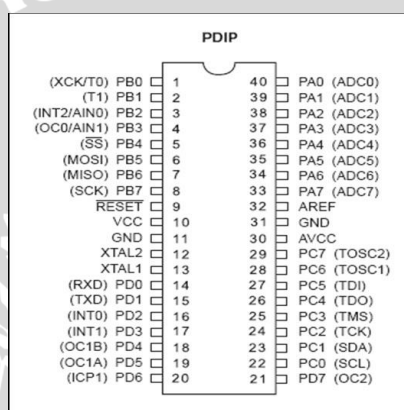 PDIP
(XCK/T0) PB0 1 40 PA0 (ADC0)
(T1) PB1 2 39 PA1 (ADC1)
(INT2/AIN0) PB2 3 38 PA2 (ADC2)
(OC0/AIN1) PB3 4 37 PA3 (ADC3)
(SS) PB4 5 36 PA4 (ADC4)
(MOSI) PB5 6 35 PA5 (ADC5)
(MISO) PB6 7 34 PA6 (ADC6)
(SCK) PB7 8 33 PA7 (ADC7)
RESET 9 32 AREF
VCC 10 31 GND
GND 11 30 AVCC
XTAL2 12 29 PC7 (TOSC2)
XTAL1 13 28 PC6 (TOSC1)
(RXD) PD0 14 27 PC5 (TDI)
(TXD) PD1 15 26 PC4 (TDO)
(INT0) PD2 16 25 PC3 (TMS)
(INT1) PD3 17 24 PC2 (TCK)
(OC1B) PD4 18 23 PC1 (SDA)
(OC1A) PD5 19 22 PC0 (SCL)
(ICP1) PD6 20 21 PD7 (OC2)